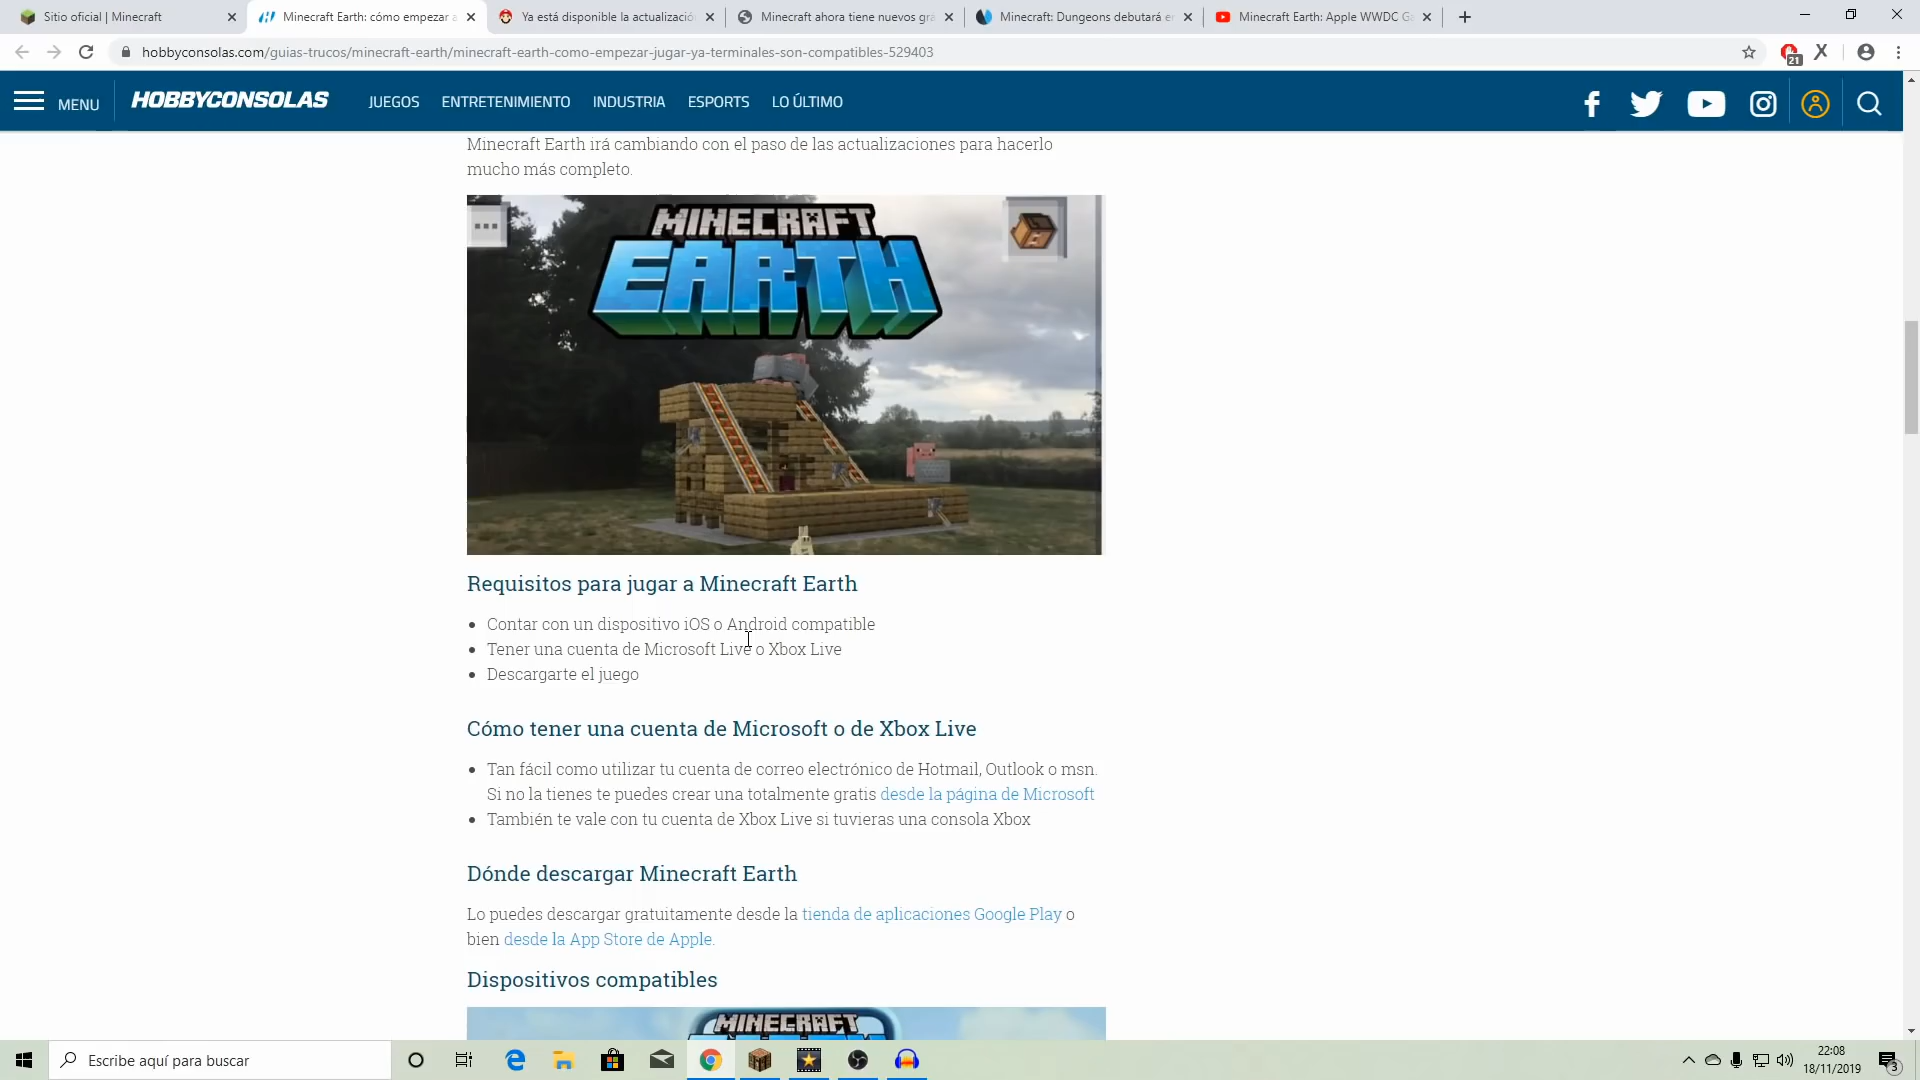 Sitio oficial | Minecraft
Minecraft Earth: cómo empezar a
Ya está disponible la actualizació
Minecraft ahora tiene nuevos grá
Minecraft: Dungeons debutará e
Minecraft Earth: Apple WWDC G
hobbyconsolas.com/guias-trucos/minecraft-earth/minecraft-earth-como-empezar-jugar-ya-terminales-son-compatibles-529403
21
MENU
HOBBYCONSOLAS
JUEGOS
ENTRETENIMIENTO
INDUSTRIA
ESPORTS
LO ÚLTIMO
Minecraft Earth irá cambiando con el paso de las actualizaciones para hacerlo
mucho más completo.
MINECRAFT
EARTH
Requisitos para jugar a Minecraft Earth
Contar con un dispositivo iOS o Android compatible
Tener una cuenta de Microsoft Live o Xbox Live
Descargarte el juego
Cómo tener una cuenta de Microsoft o de Xbox Live
Tan fácil como utilizar tu cuenta de correo electrónico de Hotmail, Outlook o msn.
Si no la tienes te puedes crear una totalmente gratis desde la página de Microsoft
También te vale con tu cuenta de Xbox Live si tuvieras una consola Xbox
Dónde descargar Minecraft Earth
Lo puedes descargar gratuitamente desde la tienda de aplicaciones Google Play o
bien desde la App Store de Apple.
Dispositivos compatibles
MINECRAFT
Escribe aquí para buscar
22:08
18/11/2019
3